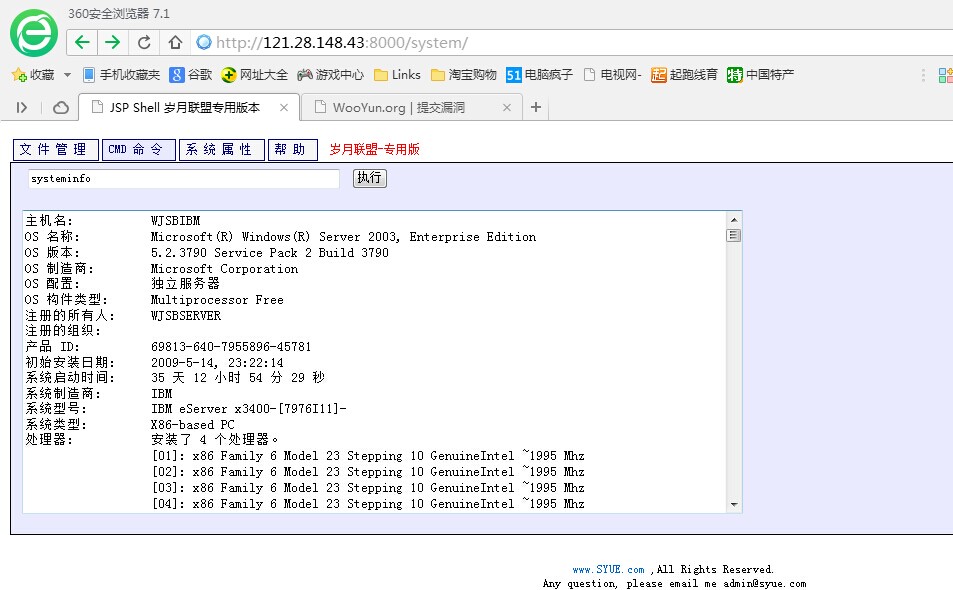 360安全浏览器 7.1
http://121.28.148.43:8000/system/
收藏 手机收藏夹 谷歌 网址大全 游戏中心 Links 淘宝购物 51 电脑疯子 电视网- 起 起跑线育 特 中国特产
JSP Shell 岁月联盟专用版本 WooYun.org | 提交漏洞
文件管理 CMD 命令 系统属性 帮助 岁月联盟-专用版
systeminfo 执行
主机名: WJSBIBM
OS 名称: Microsoft(R) Windows(R) Server 2003, Enterprise Edition
OS 版本: 5.2.3790 Service Pack 2 Build 3790
OS 制造商: Microsoft Corporation
OS 配置: 独立服务器
OS 构件类型: Multiprocessor Free
注册的所有人: WJSBSERVER
注册的组织:
产品 ID: 69813-640-7955896-45781
初始安装日期: 2009-5-14, 23:22:14
系统启动时间: 35 天 12 小时 54 分 29 秒
系统制造商: IBM
系统型号: IBM eServer x3400-[7976I11]-
系统类型: X86-based PC
处理器: 安装了 4 个处理器。
[01]: x86 Family 6 Model 23 Stepping 10 GenuineIntel ~1995 Mhz
[02]: x86 Family 6 Model 23 Stepping 10 GenuineIntel ~1995 Mhz
[03]: x86 Family 6 Model 23 Stepping 10 GenuineIntel ~1995 Mhz
[04]: x86 Family 6 Model 23 Stepping 10 GenuineIntel ~1995 Mhz
www.SYUE.com ,All Rights Reserved.
Any question, please email me admin@syue.com